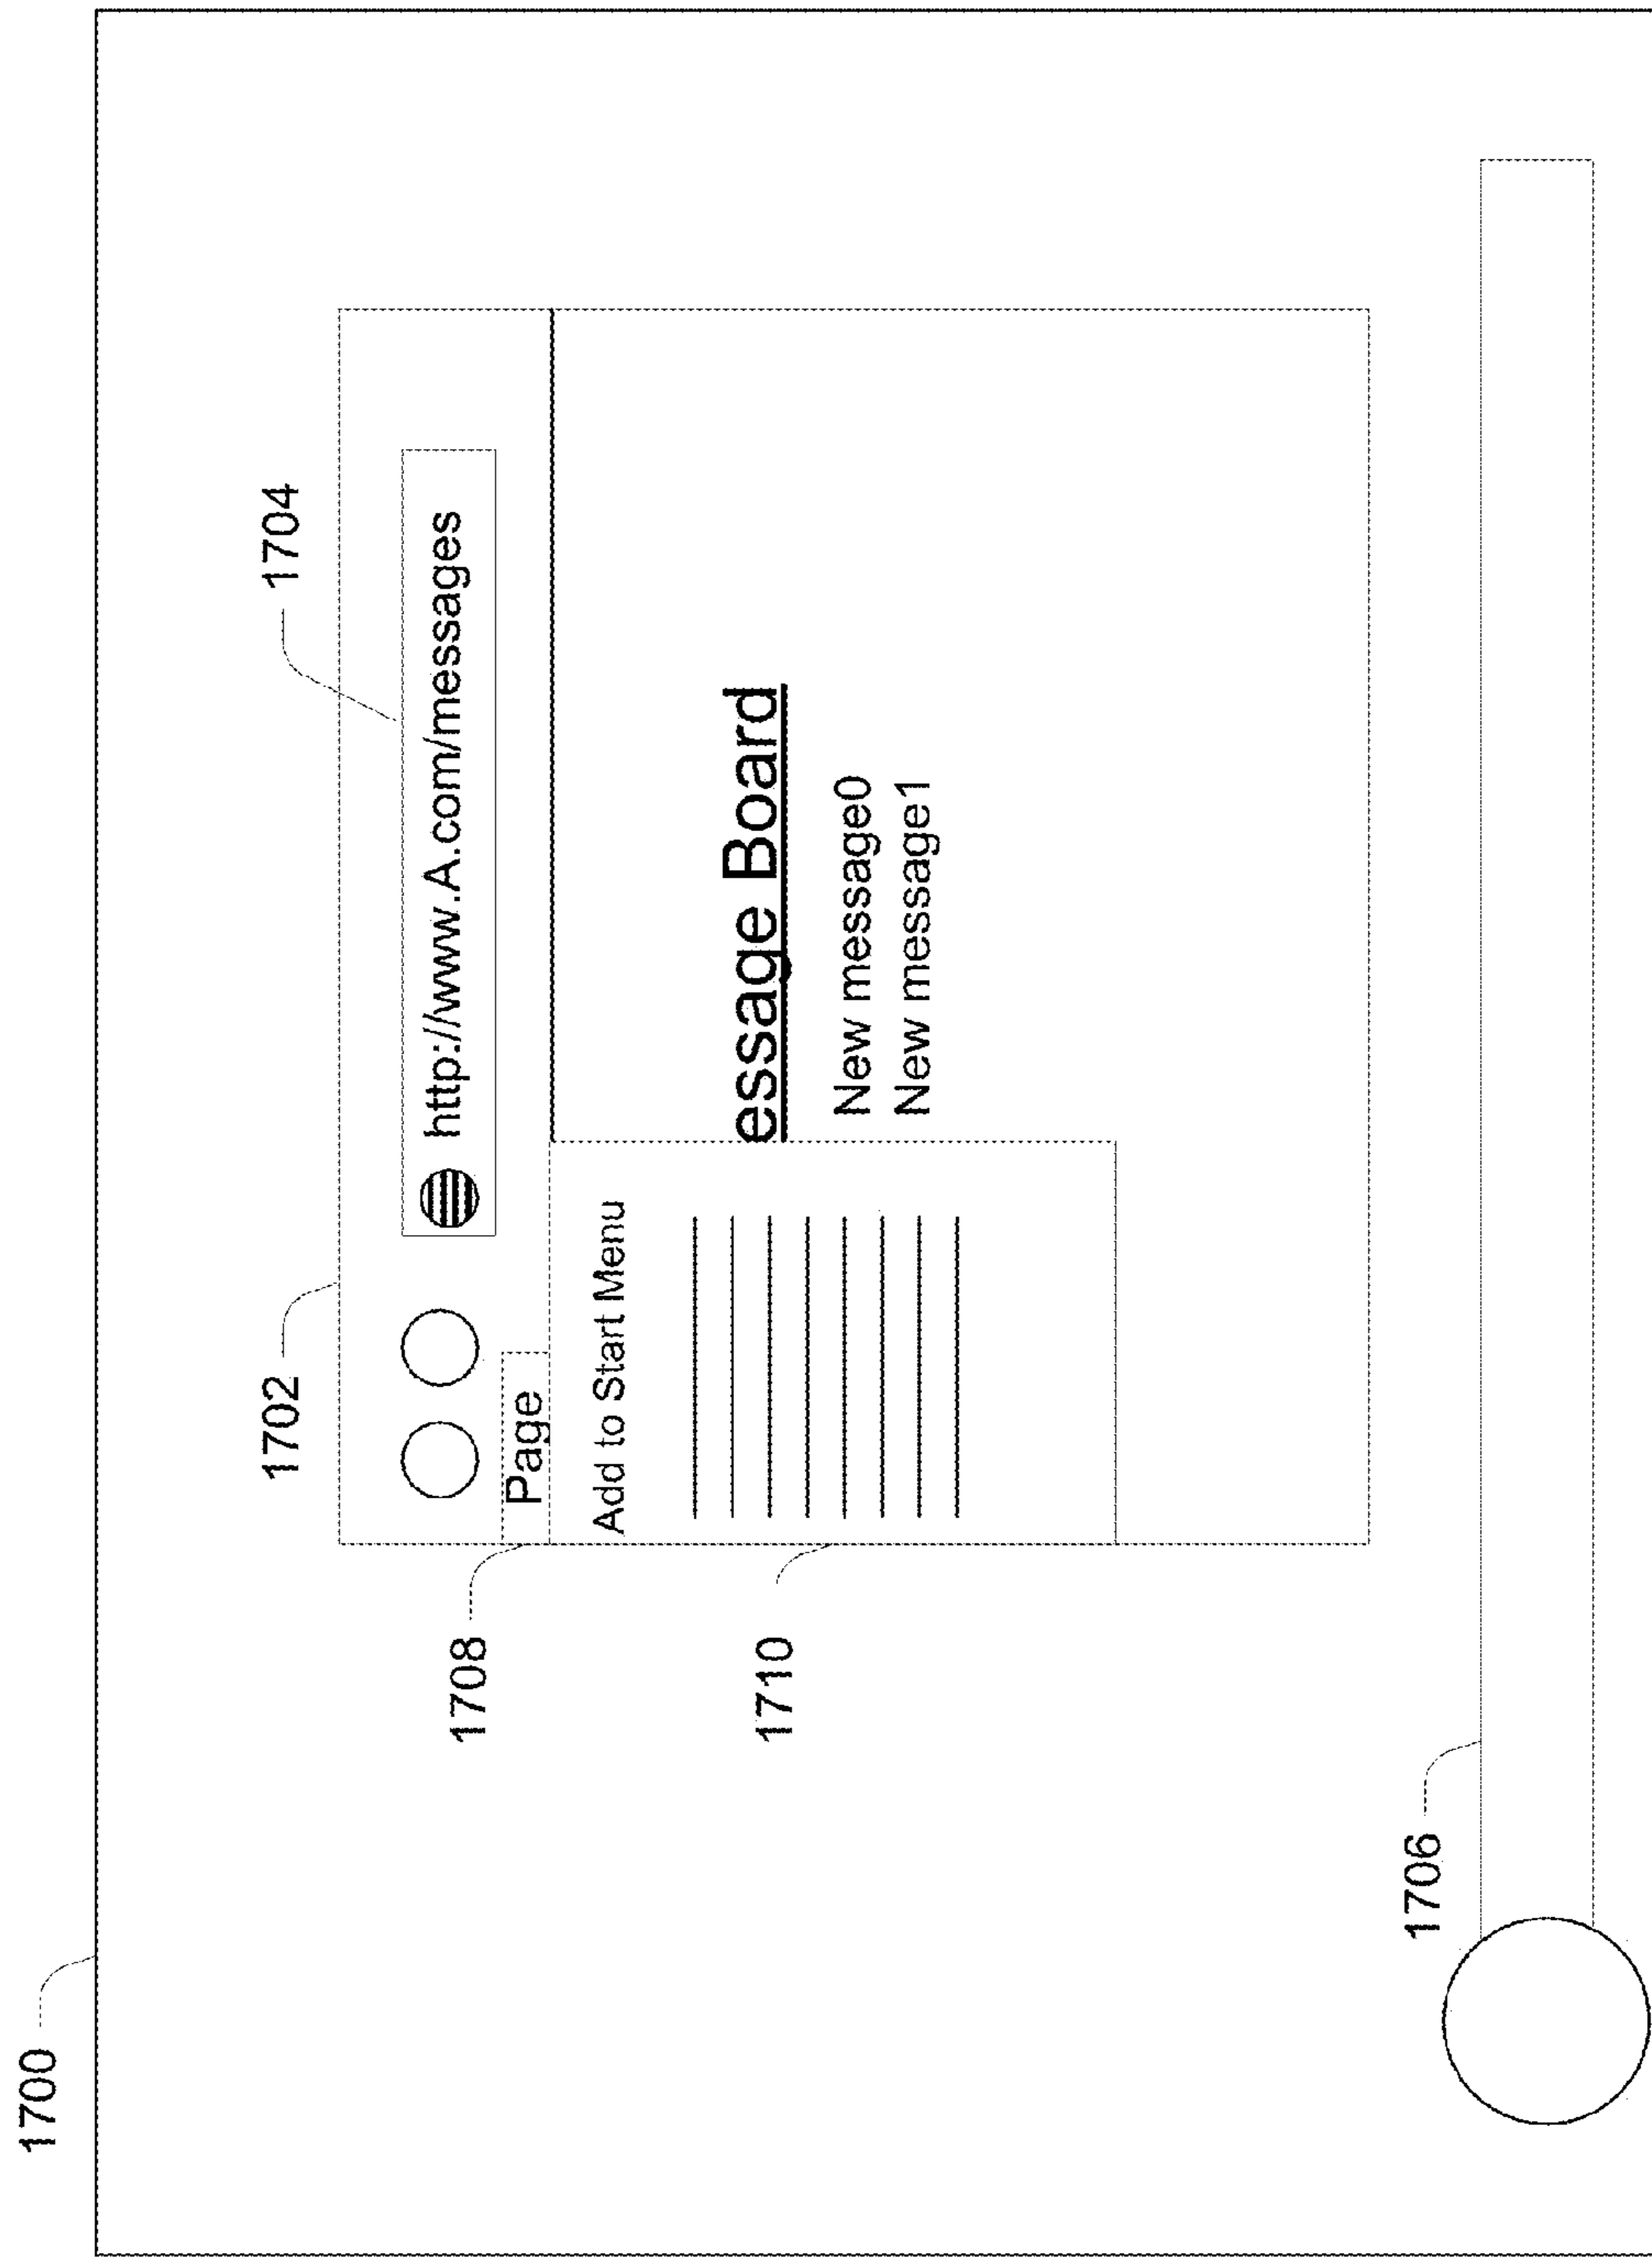 1700
1702
1704
http://www.A.com/messages
1708
Page
Add to Start Menu
1710
essage Board
New message0
New message1
1706